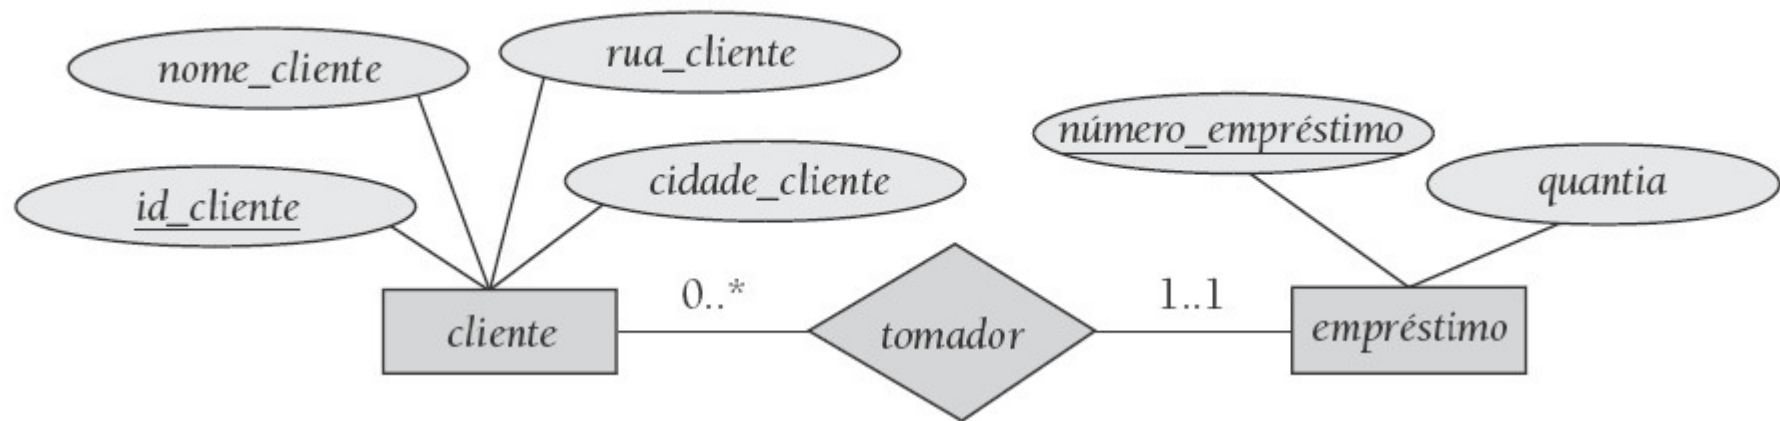 nome_cliente
rua_cliente
número_empréstimo
id_cliente
cidade_cliente
quantia
0..*
1..1
cliente
tomador
empréstimo